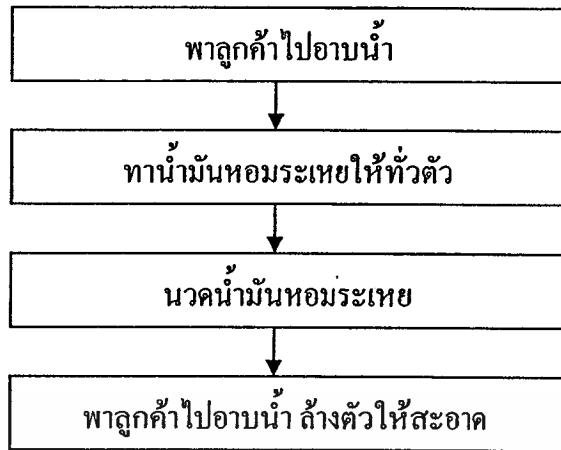 พาลูกค้าไปอาบน้ำ
ทาน้ำมันหอมระเหยให้ทั่วตัว
นวดน้ำมันหอมระเหย
พาลูกค้าไปอาบน้ำ ล้างตัวให้สะอาด